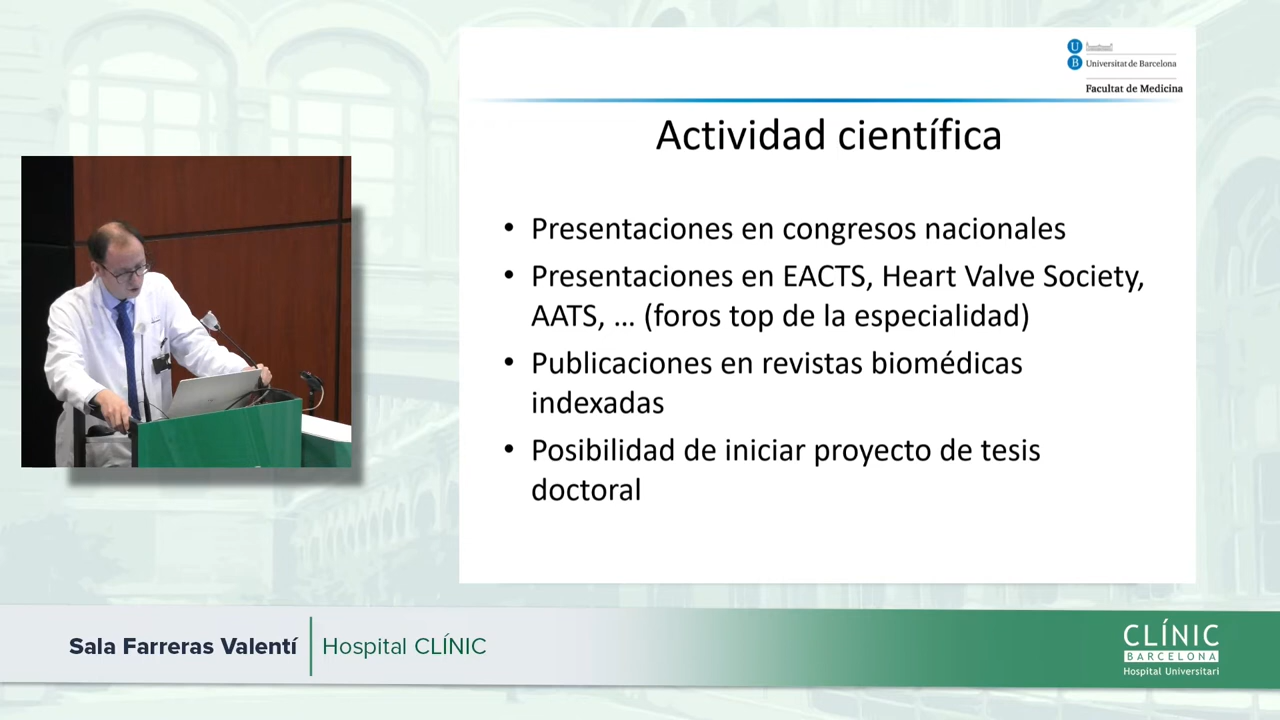 U
B Universitat de Barcelona
Facultat de Medicina
Actividad científica
• Presentaciones en congresos nacionales
• Presentaciones en EACTS, Heart Valve Society,
AATS, ... (foros top de la especialidad)
• Publicaciones en revistas biomédicas
indexadas
• Posibilidad de iniciar proyecto de tesis
doctoral
Sala Farreras Valentí | Hospital CLÍNIC
CLÍNIC
BARCELONA
Hospital Universitari